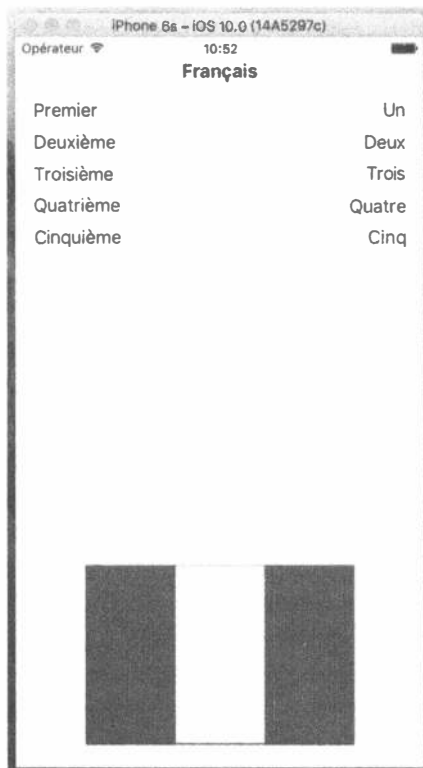 iPhone 6s – iOS 10.0 (14A5297c)
Opérateur 10:52
Français
Premier Un
Deuxième Deux
Troisième Trois
Quatrième Quatre
Cinquième Cinq